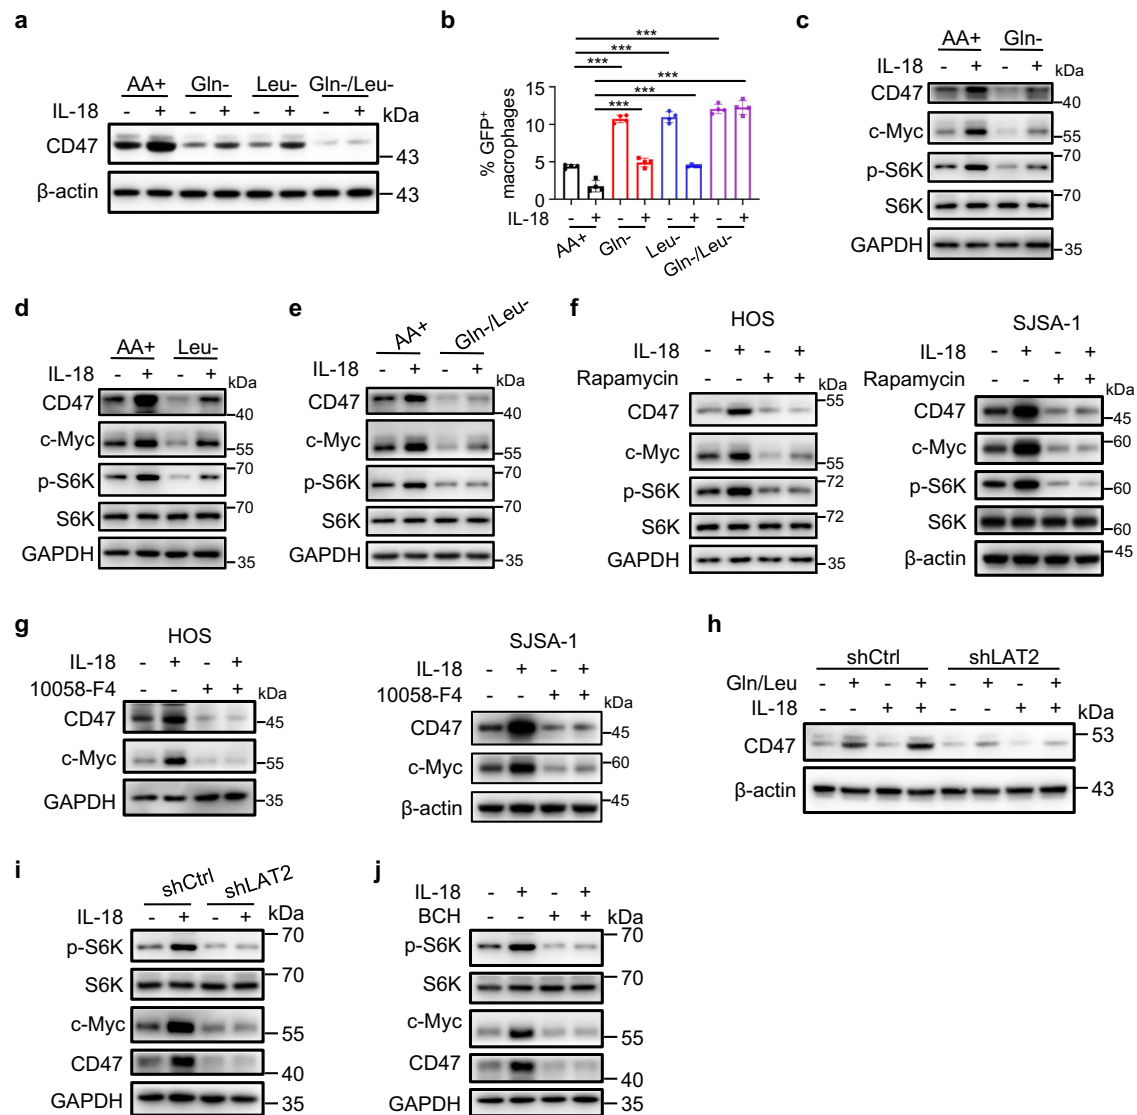 a
AA+ Gln- Leu- Gln-/Leu-
IL-18 - + - + - + - + kDa
CD47
43
β-actin
43
b
*** 
***
***
***
***
***
% GFP+ macrophages
15
10
5
0
IL-18 - + - + - + - +
AA+ Gln- Leu- Gln-/Leu-
c
AA+ Gln-
IL-18 - + - + kDa
CD47
40
c-Myc
55
p-S6K
70
S6K
70
GAPDH
35
d
AA+ Leu-
IL-18 - + - + kDa
CD47
40
c-Myc
55
p-S6K
70
S6K
70
GAPDH
35
e
AA+ Gln-/Leu-
IL-18 - + - + kDa
CD47
40
c-Myc
55
p-S6K
70
S6K
70
GAPDH
35
f
HOS
IL-18 - + - +
Rapamycin - - + + kDa
CD47
55
c-Myc
55
p-S6K
72
S6K
72
GAPDH
35
SJSA-1
IL-18 - + - +
Rapamycin - - + + kDa
CD47
45
c-Myc
60
p-S6K
60
S6K
60
β-actin
45
g
HOS
IL-18 - + - +
10058-F4 - - + + kDa
CD47
45
c-Myc
55
GAPDH
35
SJSA-1
IL-18 - + - +
10058-F4 - - + + kDa
CD47
45
c-Myc
60
β-actin
45
h
shCtrl shLAT2
Gln/Leu - + - + - + - +
IL-18 - - + + - - + + kDa
CD47
53
β-actin
43
i
shCtrl shLAT2
IL-18 - + - + kDa
p-S6K
70
S6K
70
c-Myc
55
CD47
40
GAPDH
35
j
IL-18 - + - +
BCH - - + + kDa
p-S6K
70
S6K
70
c-Myc
55
CD47
40
GAPDH
35